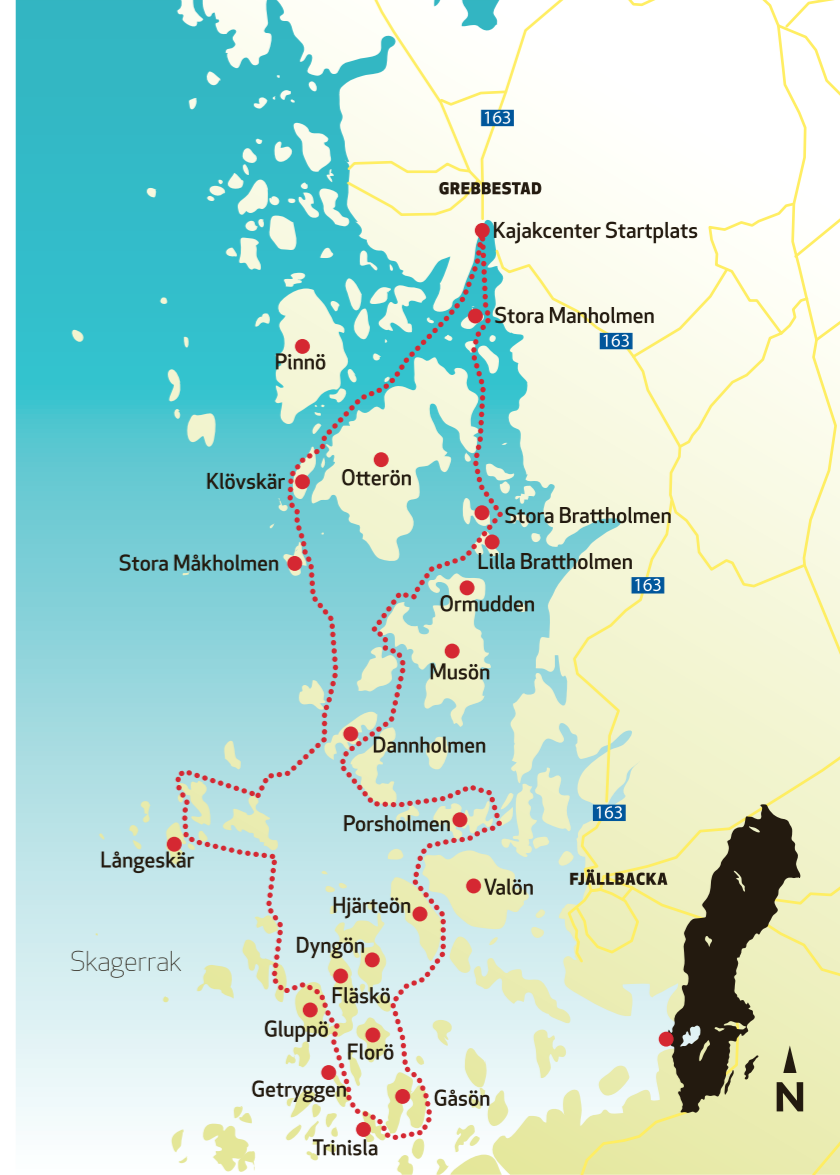 163
GREBBESTAD
Kajakcenter Startplats
Stora Manholmen
163
Pinnö
Otterön
Klövskär
Stora Brattholmen
Lilla Brattholmen
Stora Måkholmen
163
Ormudden
Musön
Dannholmen
163
Porsholmen
Långeskär
FJÄLLBACKA
Valön
Hjärteön
Dyngön
Skagerrak
Fläskö
Gluppö
Florö
Getryggen
Gåsön
N
Trinisla